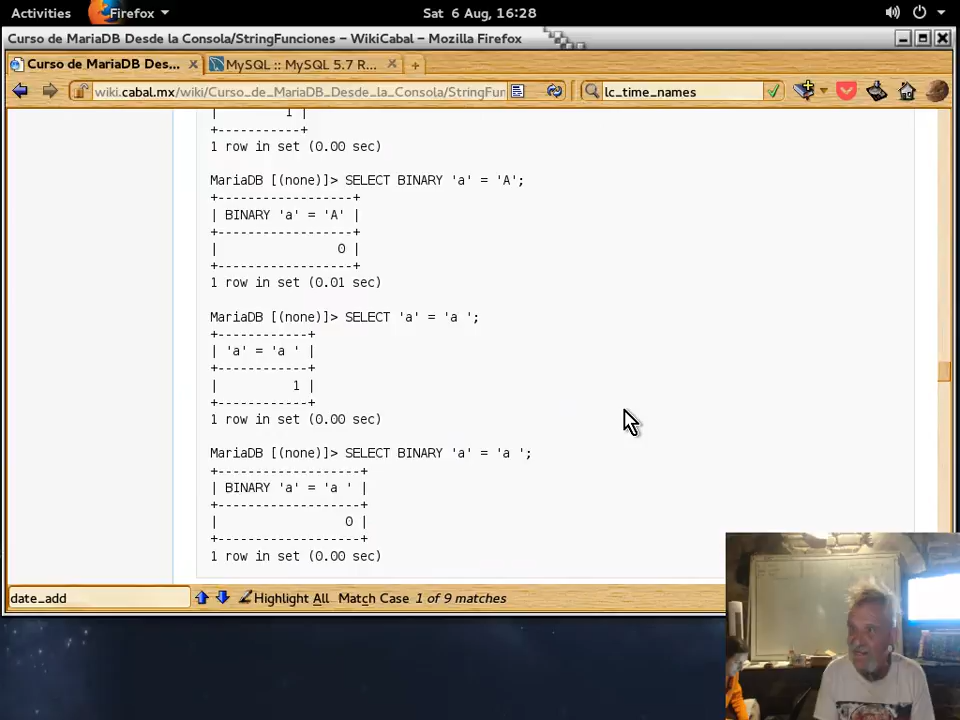 Activities
Firefox
Sat 6 Aug, 16:28
Curso de MariaDB Desde la Consola/StringFunciones – WikiCabal – Mozilla Firefox
Curso de MariaDB Des... ×
MySQL :: MySQL 5.7 R... ×
+
wiki.cabal.mx/wiki/Curso_de_MariaDB_Desde_la_Consola/StringFun
lc_time_names
| 1 |
+-----------+
1 row in set (0.00 sec)
MariaDB [(none)]> SELECT BINARY 'a' = 'A';
+------------------+
| BINARY 'a' = 'A' |
+------------------+
| 0 |
+------------------+
1 row in set (0.01 sec)
MariaDB [(none)]> SELECT 'a' = 'a ';
+------------+
| 'a' = 'a ' |
+------------+
| 1 |
+------------+
1 row in set (0.00 sec)
MariaDB [(none)]> SELECT BINARY 'a' = 'a ';
+-------------------+
| BINARY 'a' = 'a ' |
+-------------------+
| 0 |
+-------------------+
1 row in set (0.00 sec)
date_add
Highlight All
Match Case
1 of 9 matches